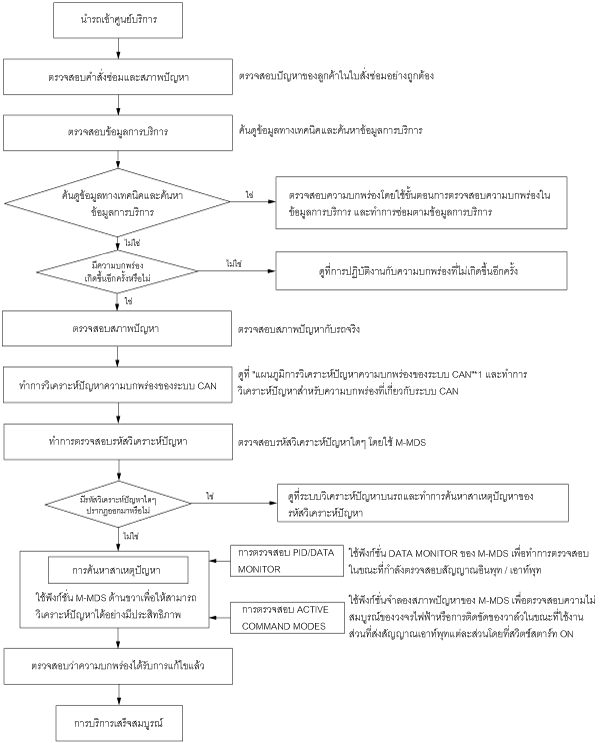 นำรถเข้าศูนย์บริการ
ตรวจสอบคำสั่งซ่อมและสภาพปัญหา
ตรวจสอบปัญหาของลูกค้าในใบสั่งซ่อมอย่างถูกต้อง
ตรวจสอบข้อมูลการบริการ
ค้นดูข้อมูลทางเทคนิคและค้นหาข้อมูลการบริการ
ค้นดูข้อมูลทางเทคนิคและค้นหา
ข้อมูลการบริการ
ใช่
ตรวจสอบความบกพร่องโดยใช้ขั้นตอนการตรวจสอบความบกพร่องใน
ข้อมูลการบริการ และทำการซ่อมตามข้อมูลการบริการ
ไม่ใช่
มีความบกพร่อง
เกิดขึ้นอีกครั้งหรือไม่
ไม่ใช่
ดูที่การปฏิบัติงานกับความบกพร่องที่ไม่เกิดขึ้นอีกครั้ง
ใช่
ตรวจสอบสภาพปัญหา
ตรวจสอบสภาพปัญหากับรถจริง
ทำการวิเคราะห์ปัญหาความบกพร่องของระบบ CAN
ดูที่ "แผนภูมิการวิเคราะห์ปัญหาความบกพร่องของระบบ CAN"*1 และทำการ
วิเคราะห์ปัญหาสำหรับความบกพร่องที่เกี่ยวกับระบบ CAN
ทำการตรวจสอบรหัสวิเคราะห์ปัญหา
ตรวจสอบรหัสวิเคราะห์ปัญหาใดๆ โดยใช้ M-MDS
มีรหัสวิเคราะห์ปัญหาใดๆ
ปรากฏออกมาหรือไม่
ใช่
ดูที่ระบบวิเคราะห์ปัญหาบนรถและทำการค้นหาสาเหตุปัญหาของ
รหัสวิเคราะห์ปัญหา
ไม่ใช่
การค้นหาสาเหตุปัญหา
ใช้ฟังก์ชั่น M-MDS ด้านขวาเพื่อให้สามารถ
วิเคราะห์ปัญหาได้อย่างมีประสิทธิภาพ
การตรวจสอบ PID/DATA
MONITOR
ใช้ฟังก์ชั่น DATA MONITOR ของ M-MDS เพื่อทำการตรวจสอบ
ในขณะที่กำลังตรวจสอบสัญญาณอินพุท / เอาท์พุท
การตรวจสอบ ACTIVE
COMMAND MODES
ใช้ฟังก์ชั่นจำลองสภาพปัญหาของ M-MDS เพื่อตรวจสอบความไม่
สมบูรณ์ของวงจรไฟฟ้าหรือการติดขัดของวาล์วในขณะที่ใช้งาน
ส่วนที่ส่งสัญญาณเอาท์พุทแต่ละส่วนโดยที่สวิตช์สตาร์ท ON
ตรวจสอบว่าความบกพร่องได้รับการแก้ไขแล้ว
การบริการเสร็จสมบูรณ์